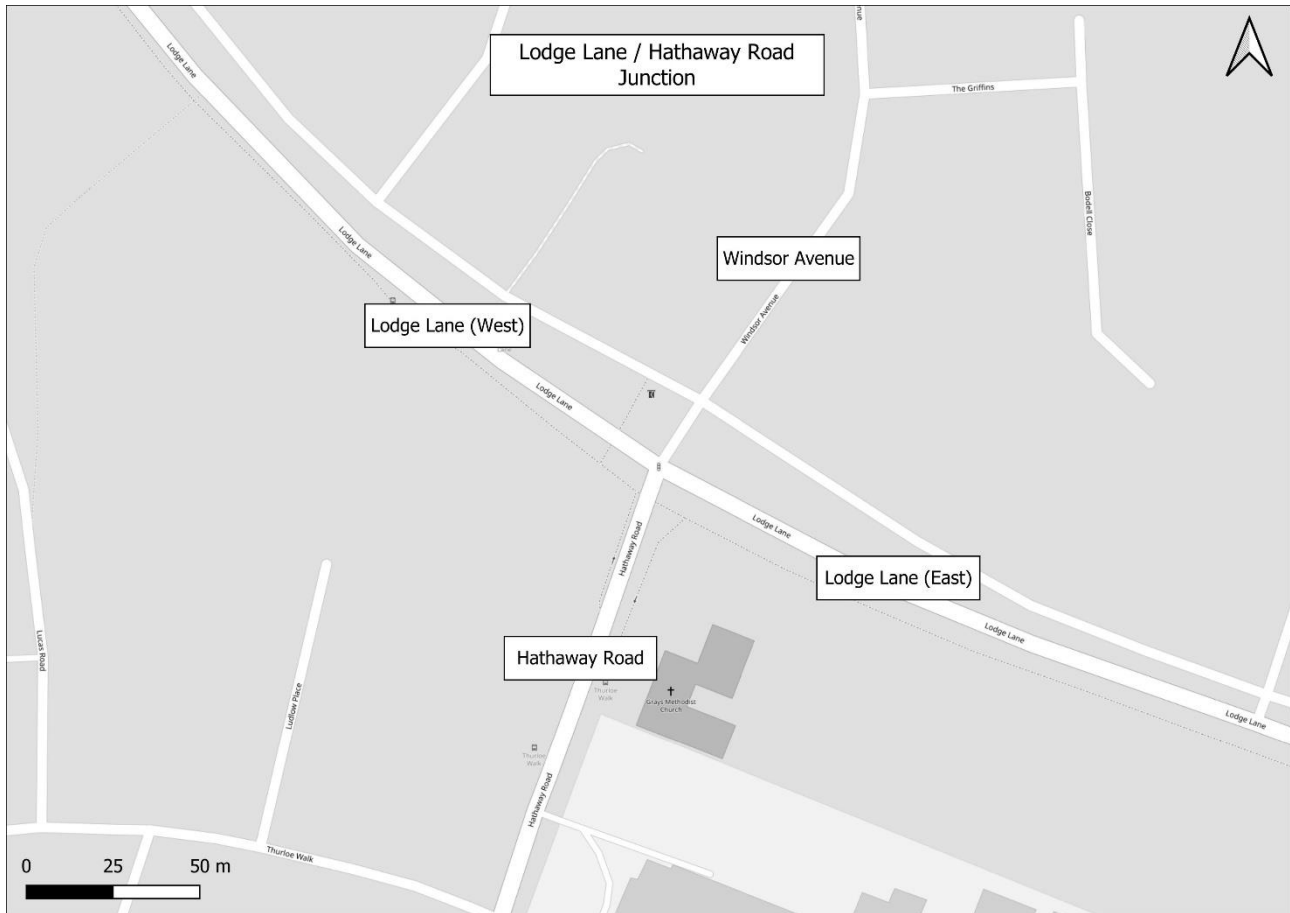 Lodge Lane
Lodge Lane / Hathaway Road
Junction
enue
The Griffins
Bodell Close
Lodge Lane
Windsor Avenue
Windsor Avenue
Lodge Lane (West)
Lodge Lane
Lodge Lane
Hathaway Road
Lodge Lane (East)
Lodge Lane
Lucas Road
Hathaway Road
Thurloe
Walk
Grays Methodist
Church
Ludlow Place
Lodge Lane
Thurloe
Walk
Hathaway Road
Thurloe Walk
0 25 50 m